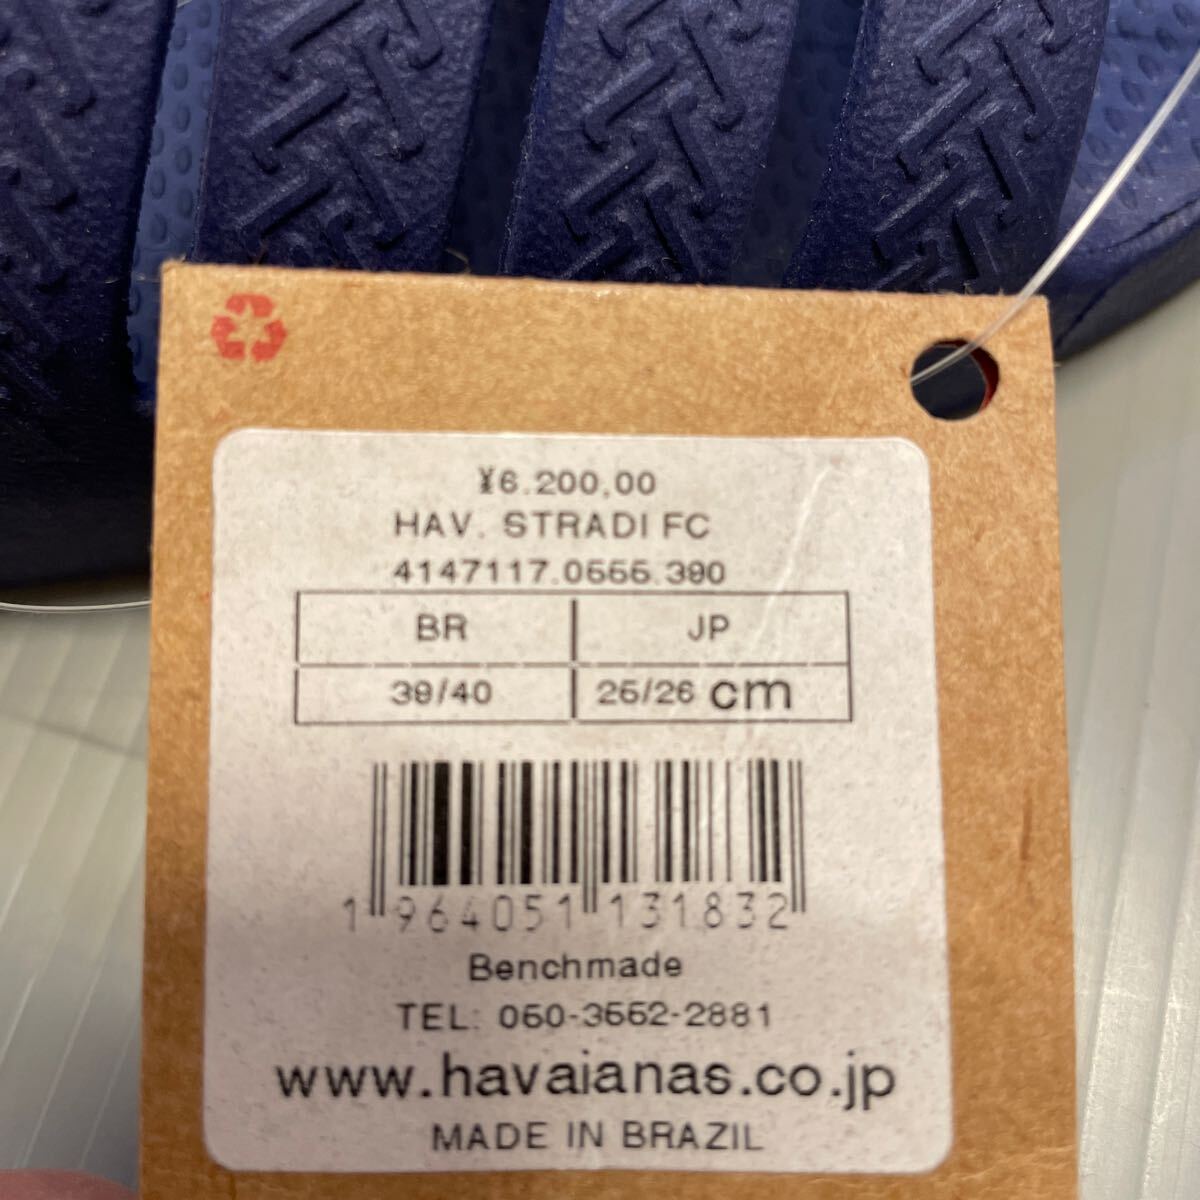 ¥6.200,00
HAV. STRADI FC
4147117.0555.390
BR JP
39/40 25/26 cm
1 964051 131832
Benchmade
TEL: 050-3552-2881
www.havaianas.co.jp
MADE IN BRAZIL